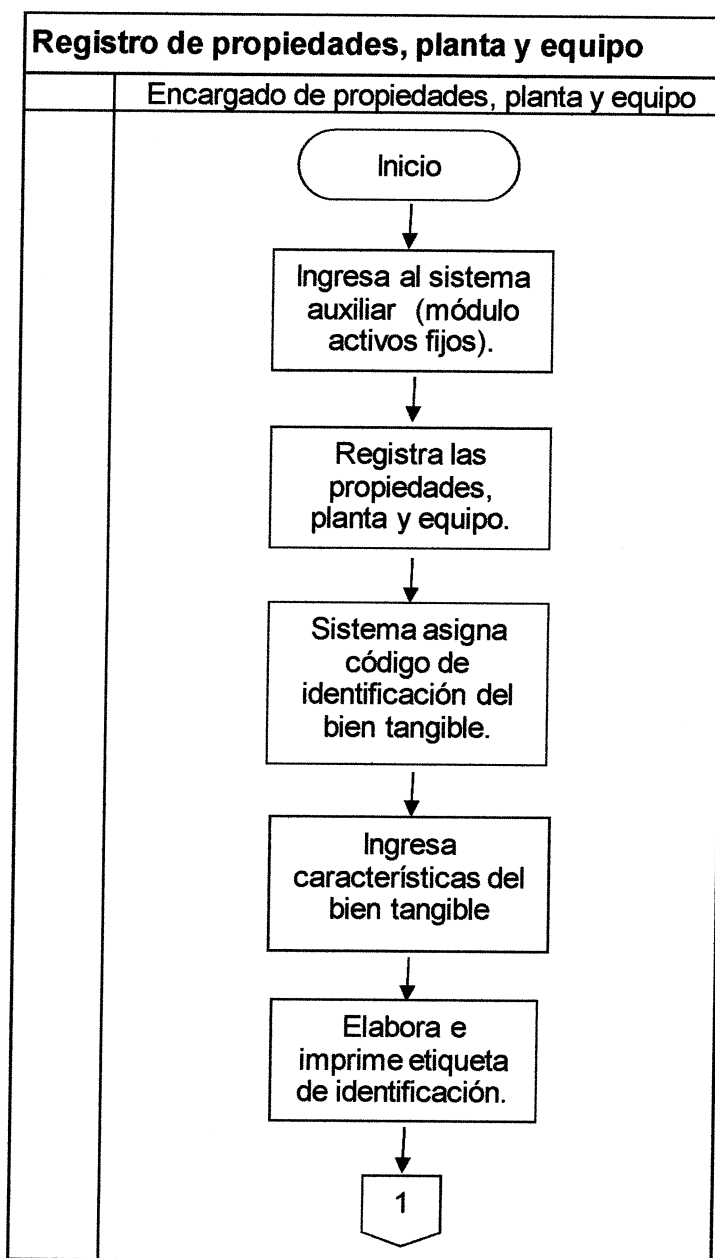 Registro de propiedades, planta y equipo
Encargado de propiedades, planta y equipo
Inicio
Ingresa al sistema
auxiliar (módulo
activos fijos).
Registra las
propiedades,
planta y equipo.
Sistema asigna
código de
identificación del
bien tangible.
Ingresa
características del
bien tangible
Elabora e
imprime etiqueta
de identificación.
1